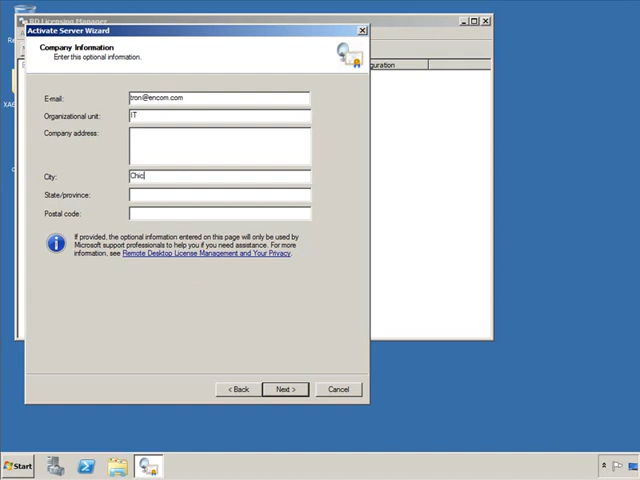 RD Licensing Manager
Activate Server Wizard
Company Information
Enter this optional information.
E-mail:
tron@encom.com
Organizational unit:
IT
Company address:
City:
Chic
State/province:
Postal code:
If provided, the optional information entered on this page will only be used by
Microsoft support professionals to help you if you need assistance. For more
information, see Remote Desktop License Management and Your Privacy.
< Back
Next >
Cancel
Start